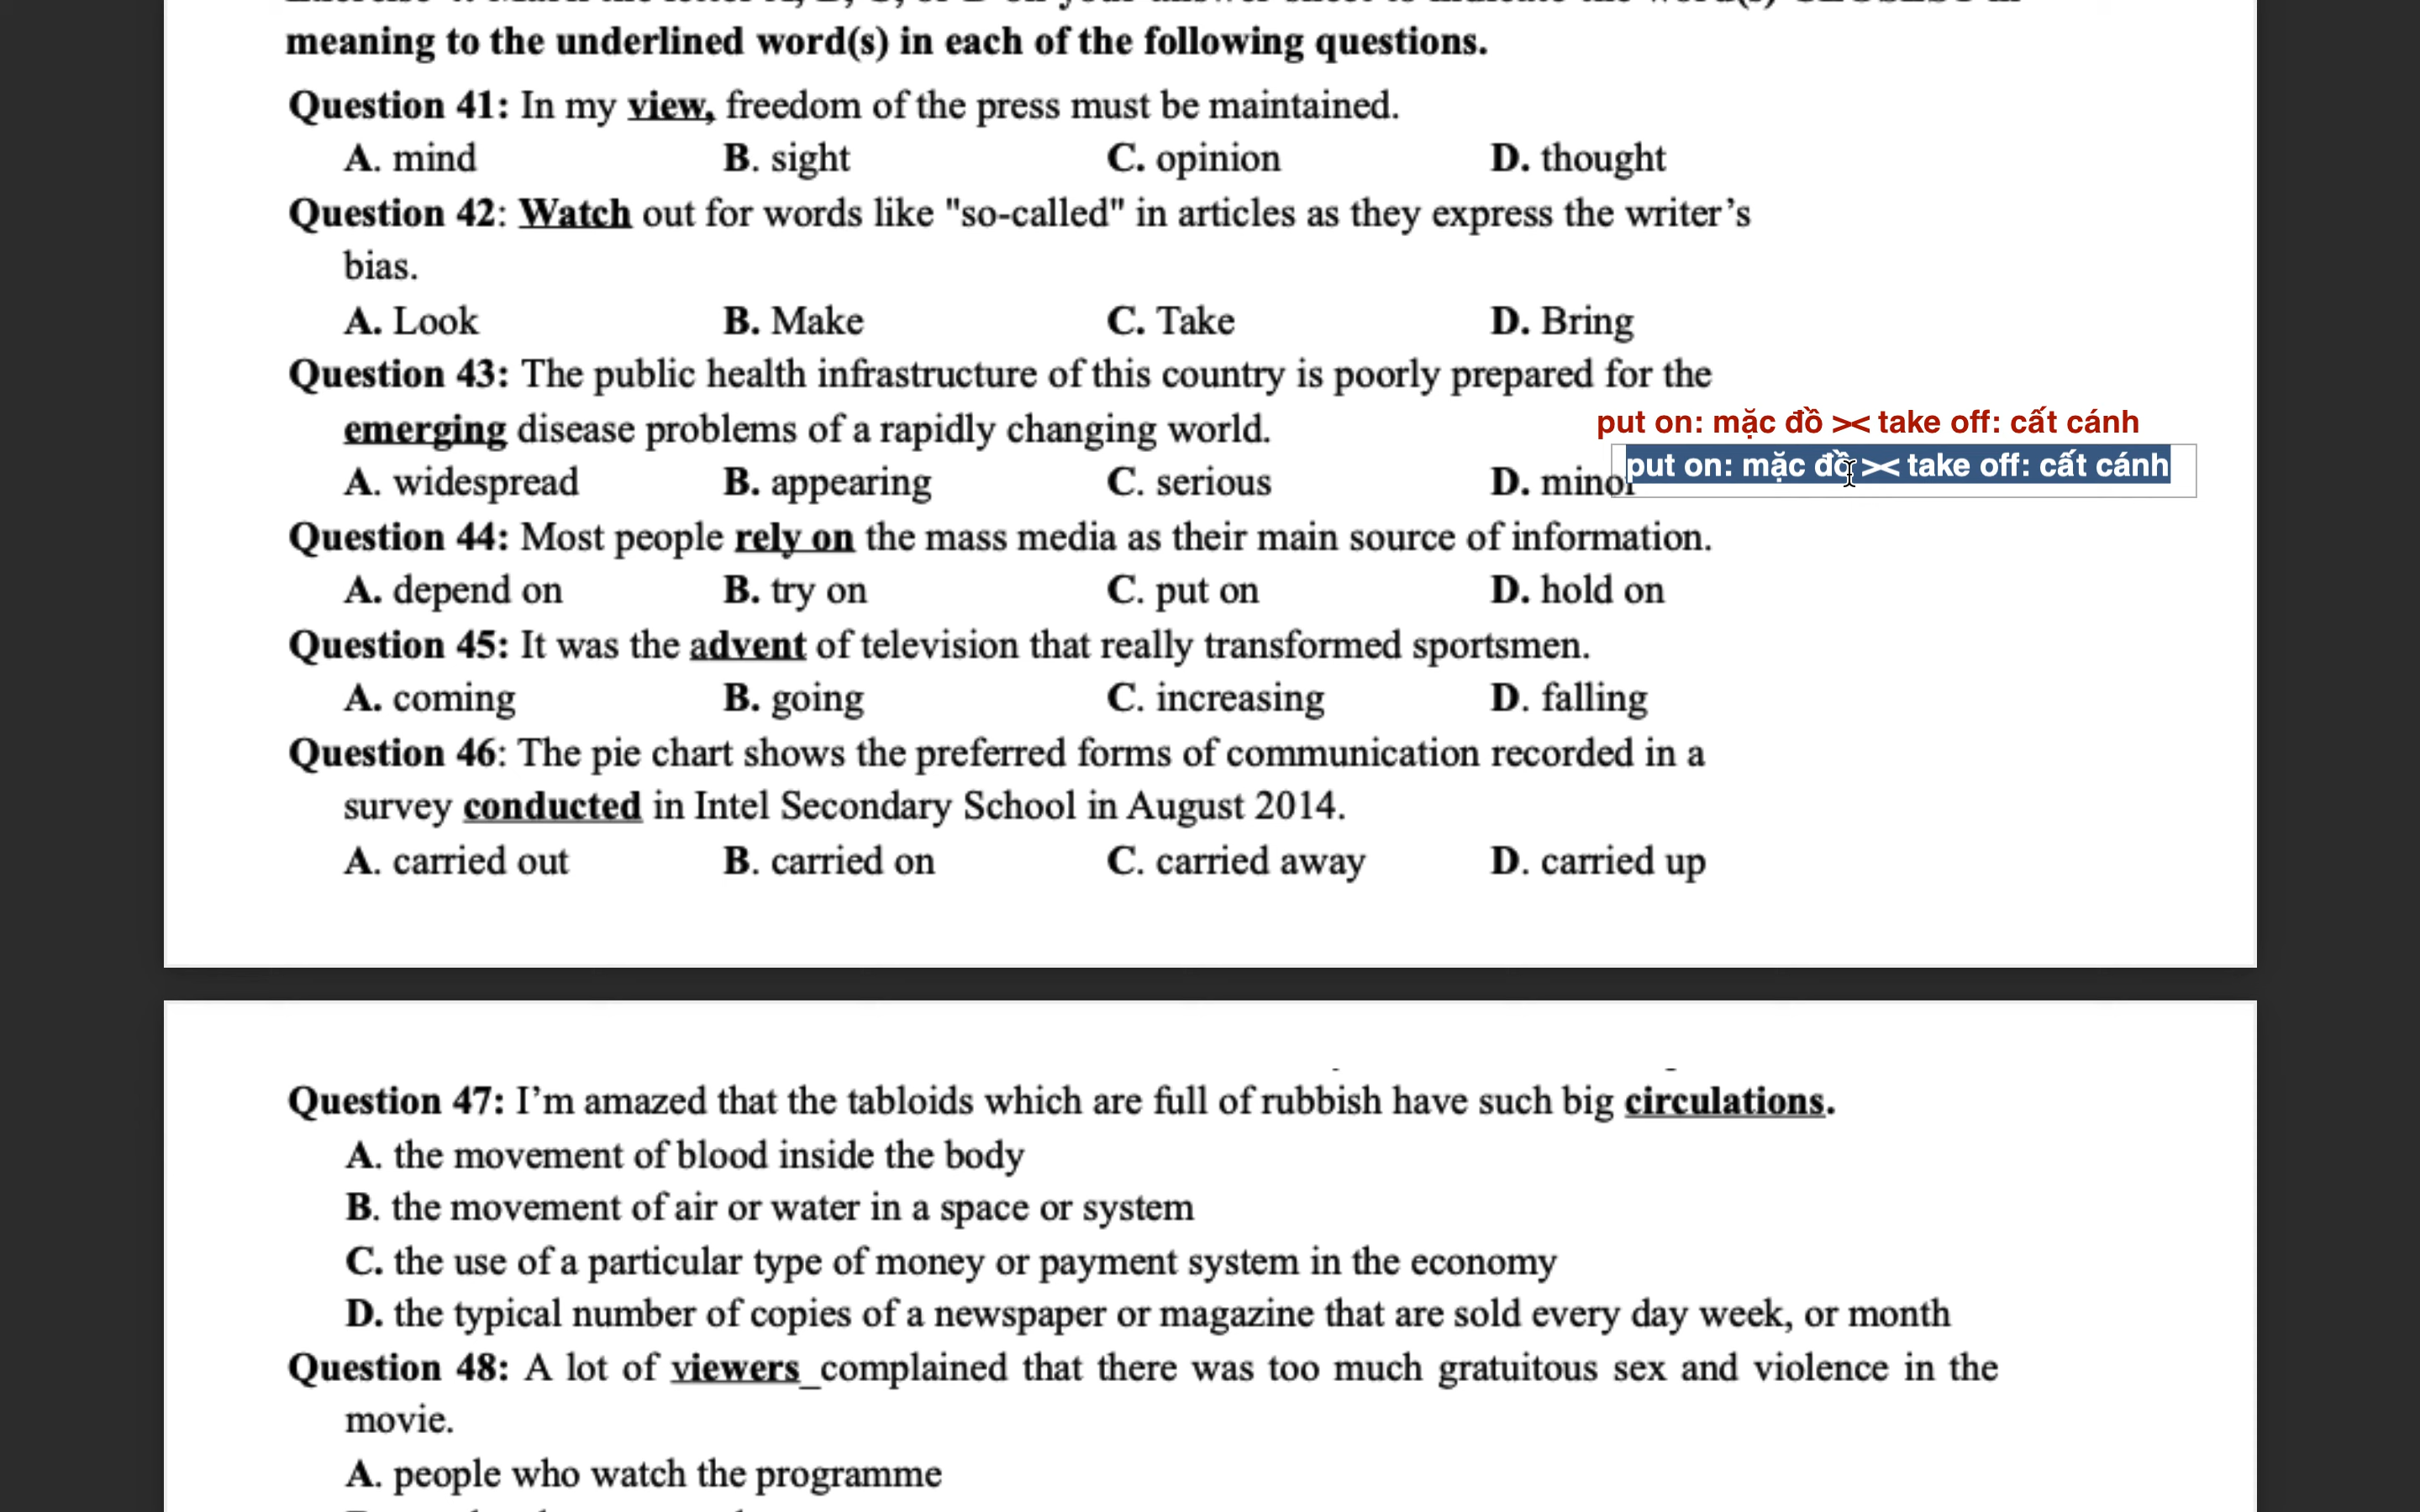 meaning to the underlined word(s) in each of the following questions.
Question 41: In my view, freedom of the press must be maintained.
A. mind B. sight C. opinion D. thought
Question 42: Watch out for words like "so-called" in articles as they express the writer’s
bias.
A. Look B. Make C. Take D. Bring
Question 43: The public health infrastructure of this country is poorly prepared for the
put on: mặc đồ >< take off: cất cánh
emerging disease problems of a rapidly changing world.
put on: mặc đồ >< take off: cất cánh
A. widespread B. appearing C. serious D. minor
Question 44: Most people rely on the mass media as their main source of information.
A. depend on B. try on C. put on D. hold on
Question 45: It was the advent of television that really transformed sportsmen.
A. coming B. going C. increasing D. falling
Question 46: The pie chart shows the preferred forms of communication recorded in a
survey conducted in Intel Secondary School in August 2014.
A. carried out B. carried on C. carried away D. carried up
Question 47: I’m amazed that the tabloids which are full of rubbish have such big circulations.
A. the movement of blood inside the body
B. the movement of air or water in a space or system
C. the use of a particular type of money or payment system in the economy
D. the typical number of copies of a newspaper or magazine that are sold every day week, or month
Question 48: A lot of viewers_complained that there was too much gratuitous sex and violence in the
movie.
A. people who watch the programme